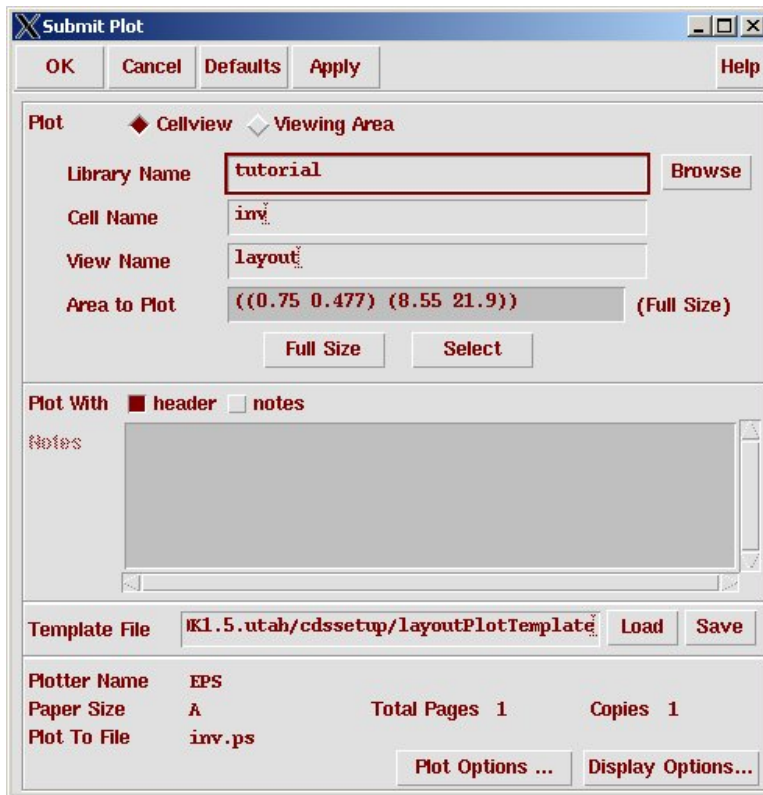 Submit Plot
OK Cancel Defaults Apply Help
Plot Cellview Viewing Area
Library Name tutorial Browse
Cell Name inv
View Name layout
Area to Plot ((0.75 0.477) (8.55 21.9)) (Full Size)
Full Size Select
Plot With header notes
Notes
Template File K1.5.utah/cdssetup/layoutPlotTemplate Load Save
Plotter Name EPS
Paper Size A Total Pages 1 Copies 1
Plot To File inv.ps
Plot Options ... Display Options...